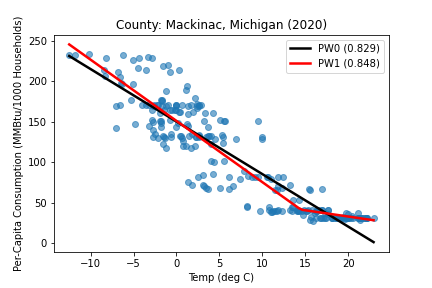 County: Mackinac, Michigan (2020)
Per-Capita Consumption (MMBtu/1000 Households)
250
200
150
100
50
0
PW0 (0.829)
PW1 (0.848)
−10
−5
0
5
10
15
20
Temp (deg C)